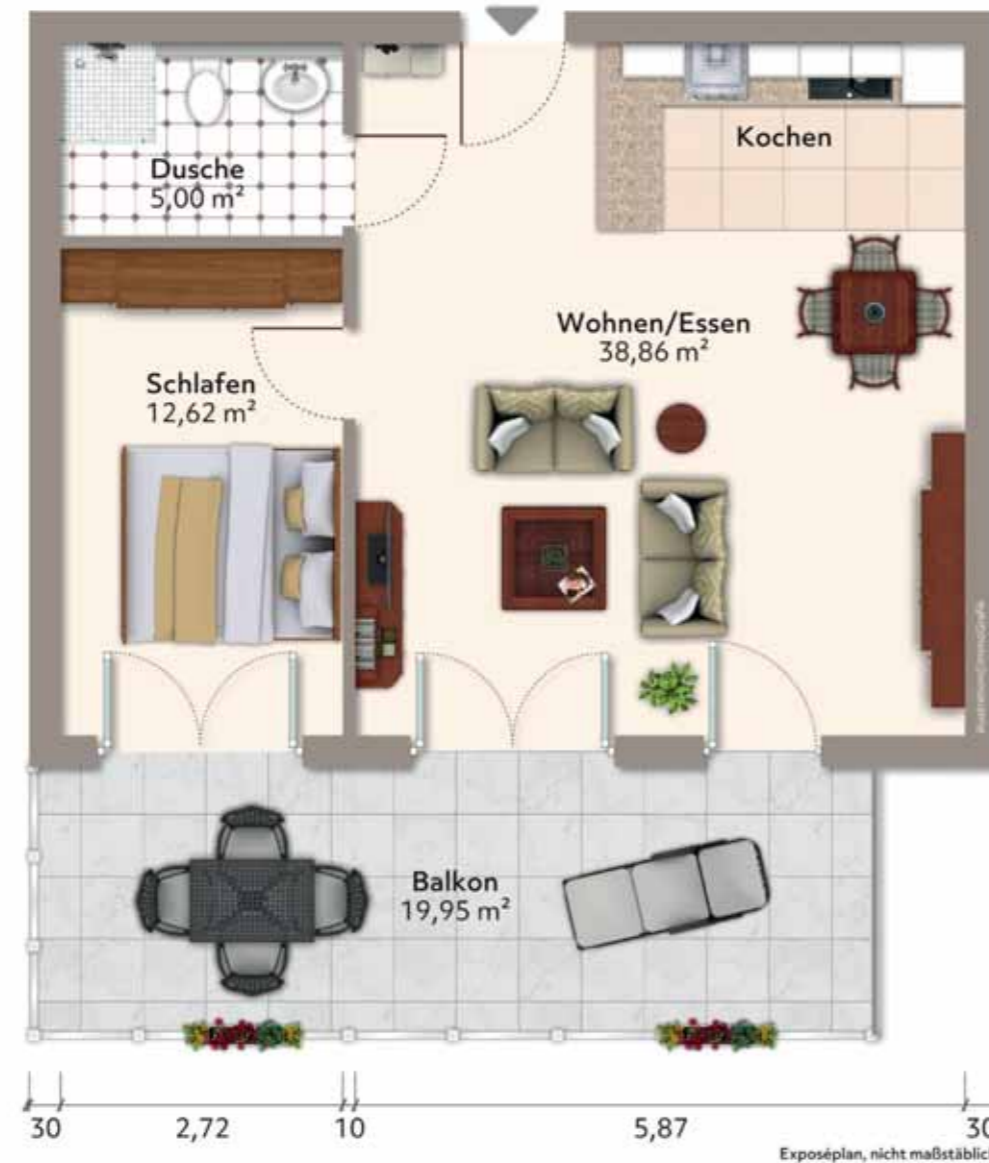 Kochen
Dusche
5,00 m²
Wohnen/Essen
38,86 m²
Schlafen
12,62 m²
Balkon
19,95 m²
30 2,72 10 5,87 30
Exposéplan, nicht maßstäblich